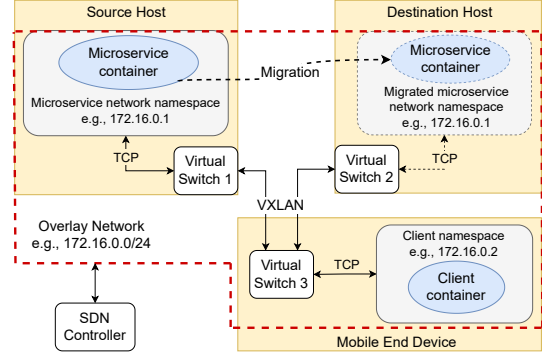 Source Host
Microservice
container
Microservice network namespace
e.g., 172.16.0.1
TCP
Virtual
Switch 1
Migration
Destination Host
Microservice
container
Migrated microservice
network namespace
e.g., 172.16.0.1
TCP
Virtual
Switch 2
VXLAN
Overlay Network
e.g., 172.16.0.0/24
SDN
Controller
Virtual
Switch 3
TCP
Client namespace
e.g., 172.16.0.2
Client
container
Mobile End Device